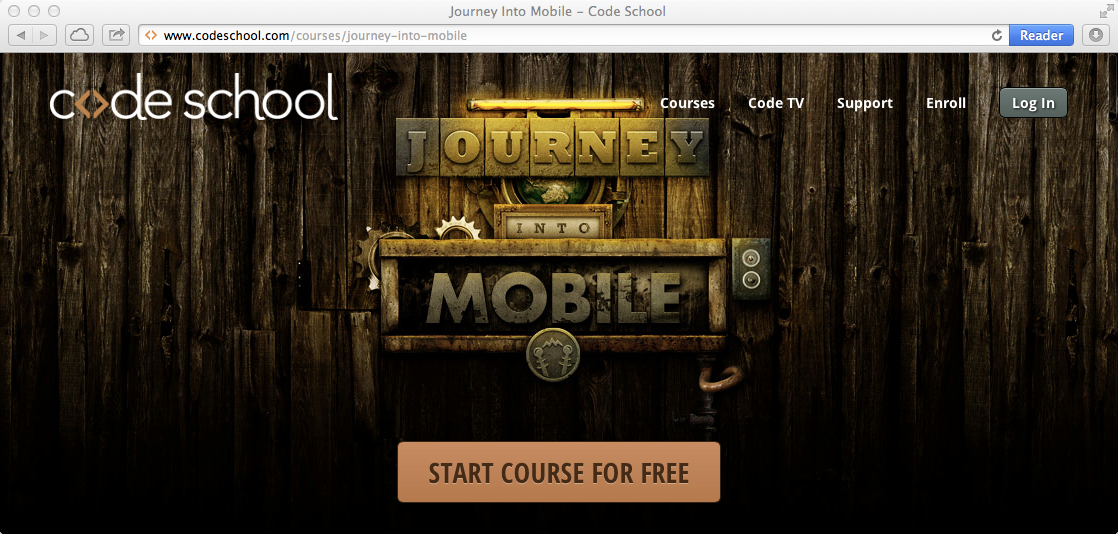 Journey Into Mobile – Code School
www.codeschool.com/courses/journey-into-mobile
Reader
code school
Courses
Code TV
Support
Enroll
Log In
JOURNEY
INTO
MOBILE
START COURSE FOR FREE